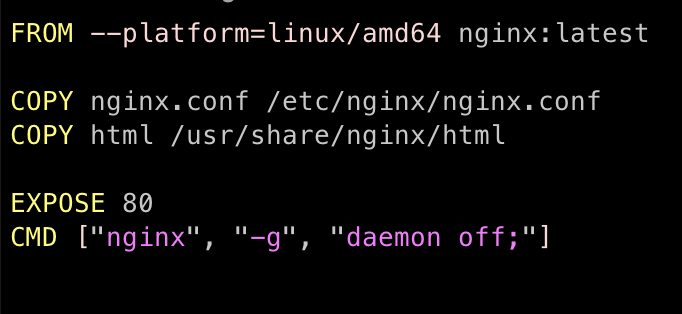 FROM --platform=linux/amd64 nginx:latest
COPY nginx.conf /etc/nginx/nginx.conf
COPY html /usr/share/nginx/html
EXPOSE 80
CMD ["nginx", "-g", "daemon off;"]